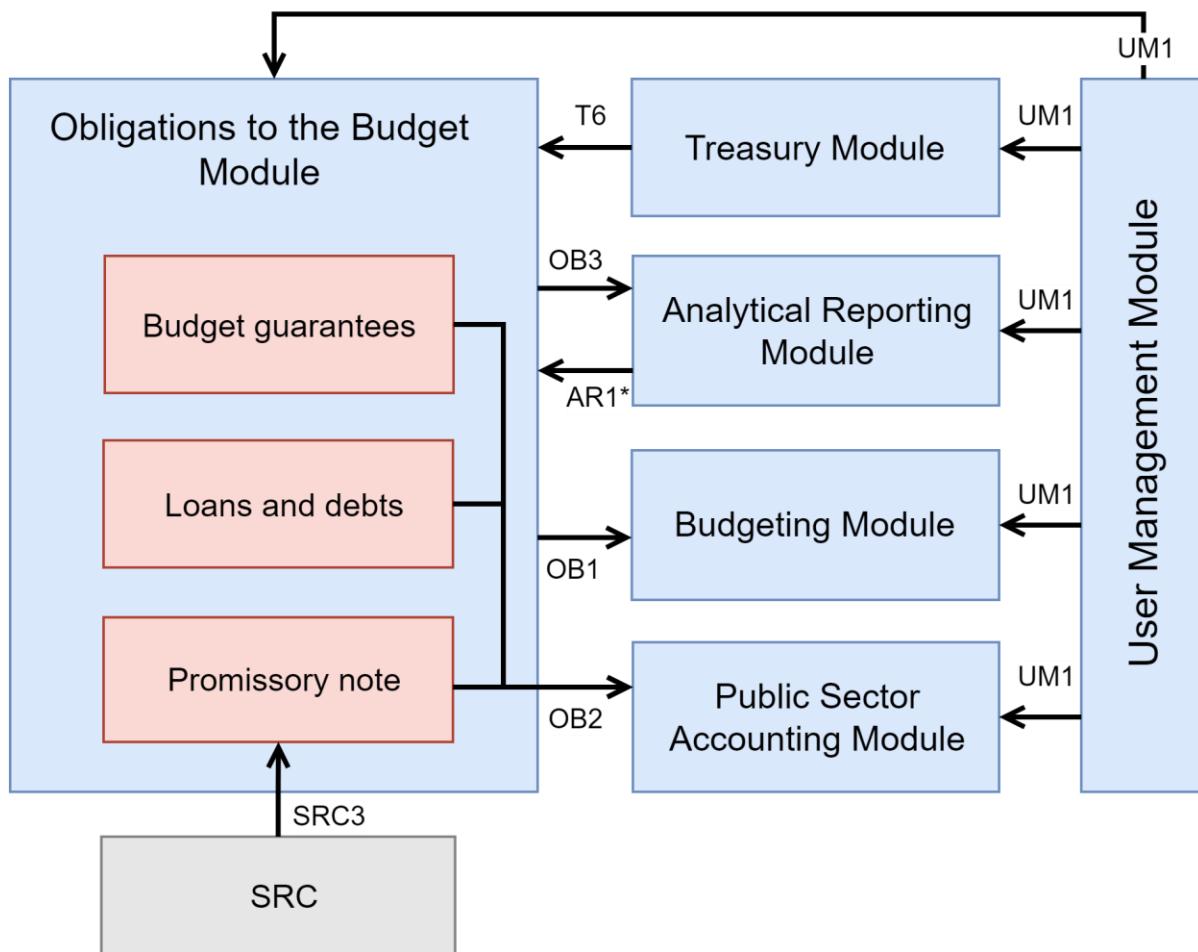 UM1
Obligations to the Budget
Module
T6
Treasury Module
UM1
Budget guarantees
OB3
AR1*
Analytical Reporting
Module
UM1
Loans and debts
OB1
Budgeting Module
UM1
Promissory note
OB2
Public Sector
Accounting Module
UM1
User Management Module
SRC3
SRC